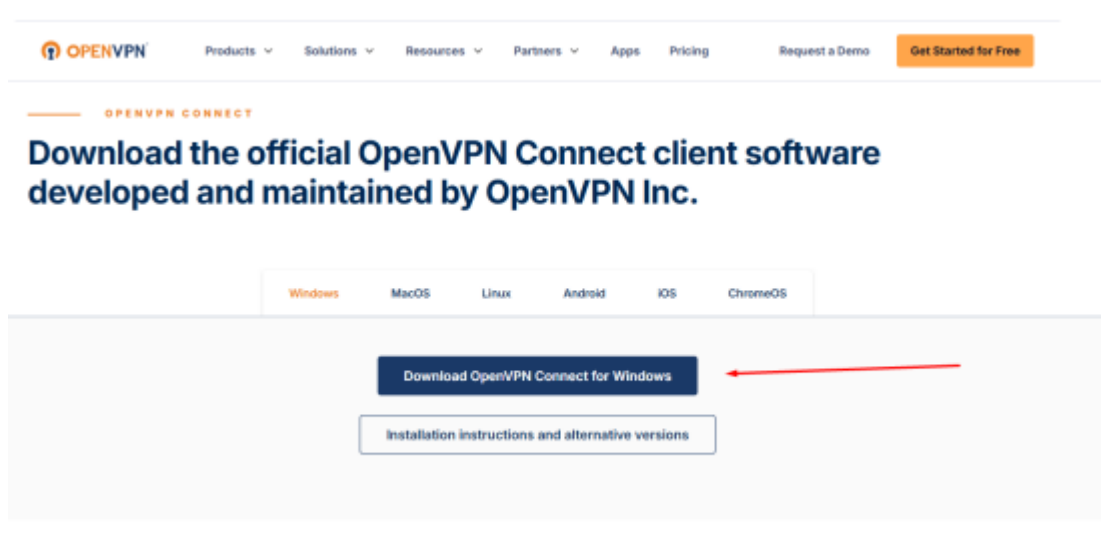 OPENVPN Products Solutions Resources Partners Apps Pricing Request a Demo Get Started for Free
OPENVPN CONNECT
Download the official OpenVPN Connect client software
developed and maintained by OpenVPN Inc.
Windows MacOS Linux Android iOS ChromeOS
Download OpenVPN Connect for Windows
Installation instructions and alternative versions